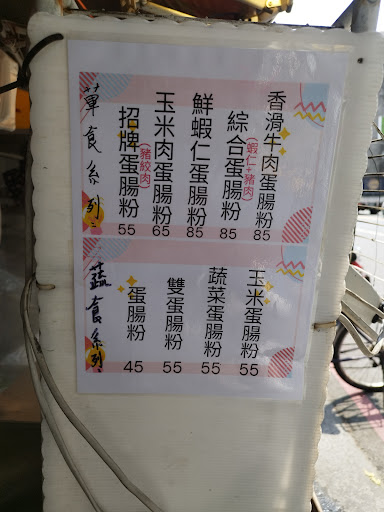 葷食系列：
招牌蛋腸粉
(豬絞肉)
55
玉米肉蛋腸粉
65
鮮蝦仁蛋腸粉
85
綜合蛋腸粉
(蝦仁+豬肉)
85
香滑牛肉蛋腸粉
85
蔬食系列
蛋腸粉
45
雙蛋腸粉
55
蔬菜蛋腸粉
55
玉米蛋腸粉
55